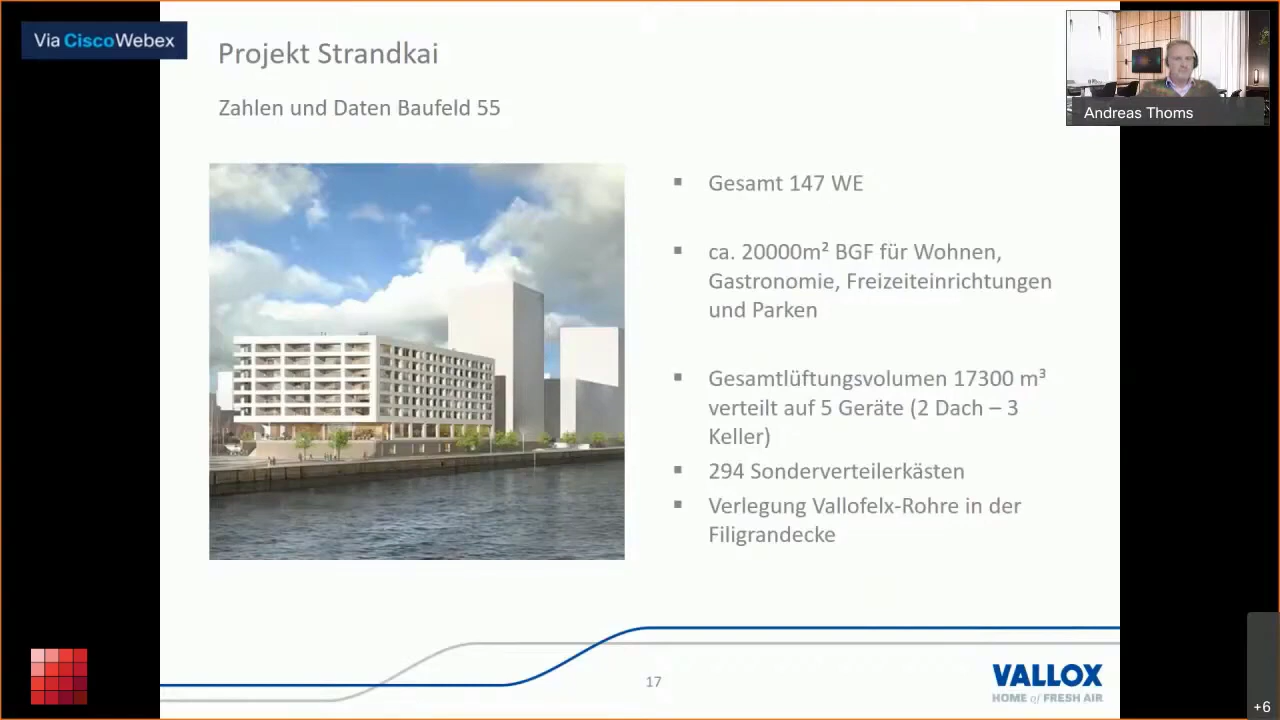 Via Cisco Webex
Projekt Strandkai
Zahlen und Daten Baufeld 55
Andreas Thoms
▪ Gesamt 147 WE
▪ ca. 20000m² BGF für Wohnen,
Gastronomie, Freizeiteinrichtungen
und Parken
▪ Gesamtlüftungsvolumen 17300 m³
verteilt auf 5 Geräte (2 Dach – 3
Keller)
▪ 294 Sonderverteilerkästen
▪ Verlegung Vallofelx-Rohre in der
Filigrandecke
17
VALLOX
HOME of FRESH AIR
+6